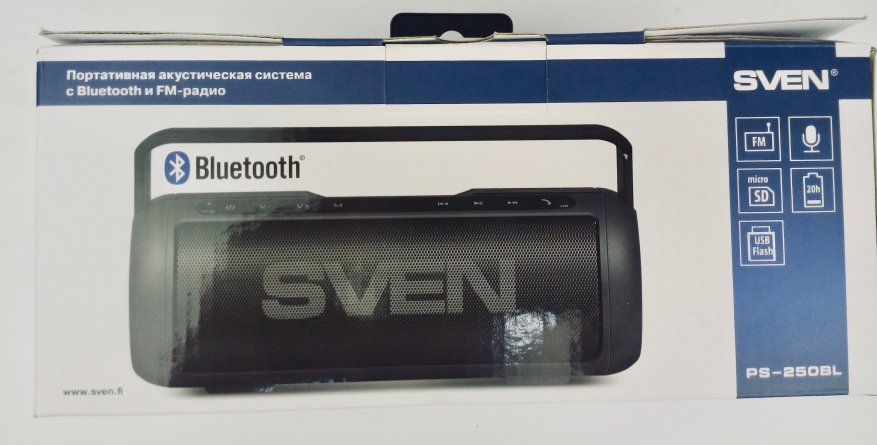 Портативная акустическая система
с Bluetooth и FM-радио
SVEN®
Bluetooth®
FM
micro
SD
20h
USB
Flash
V-
V+
M
SVEN
PS-250BL
www.sven.fi